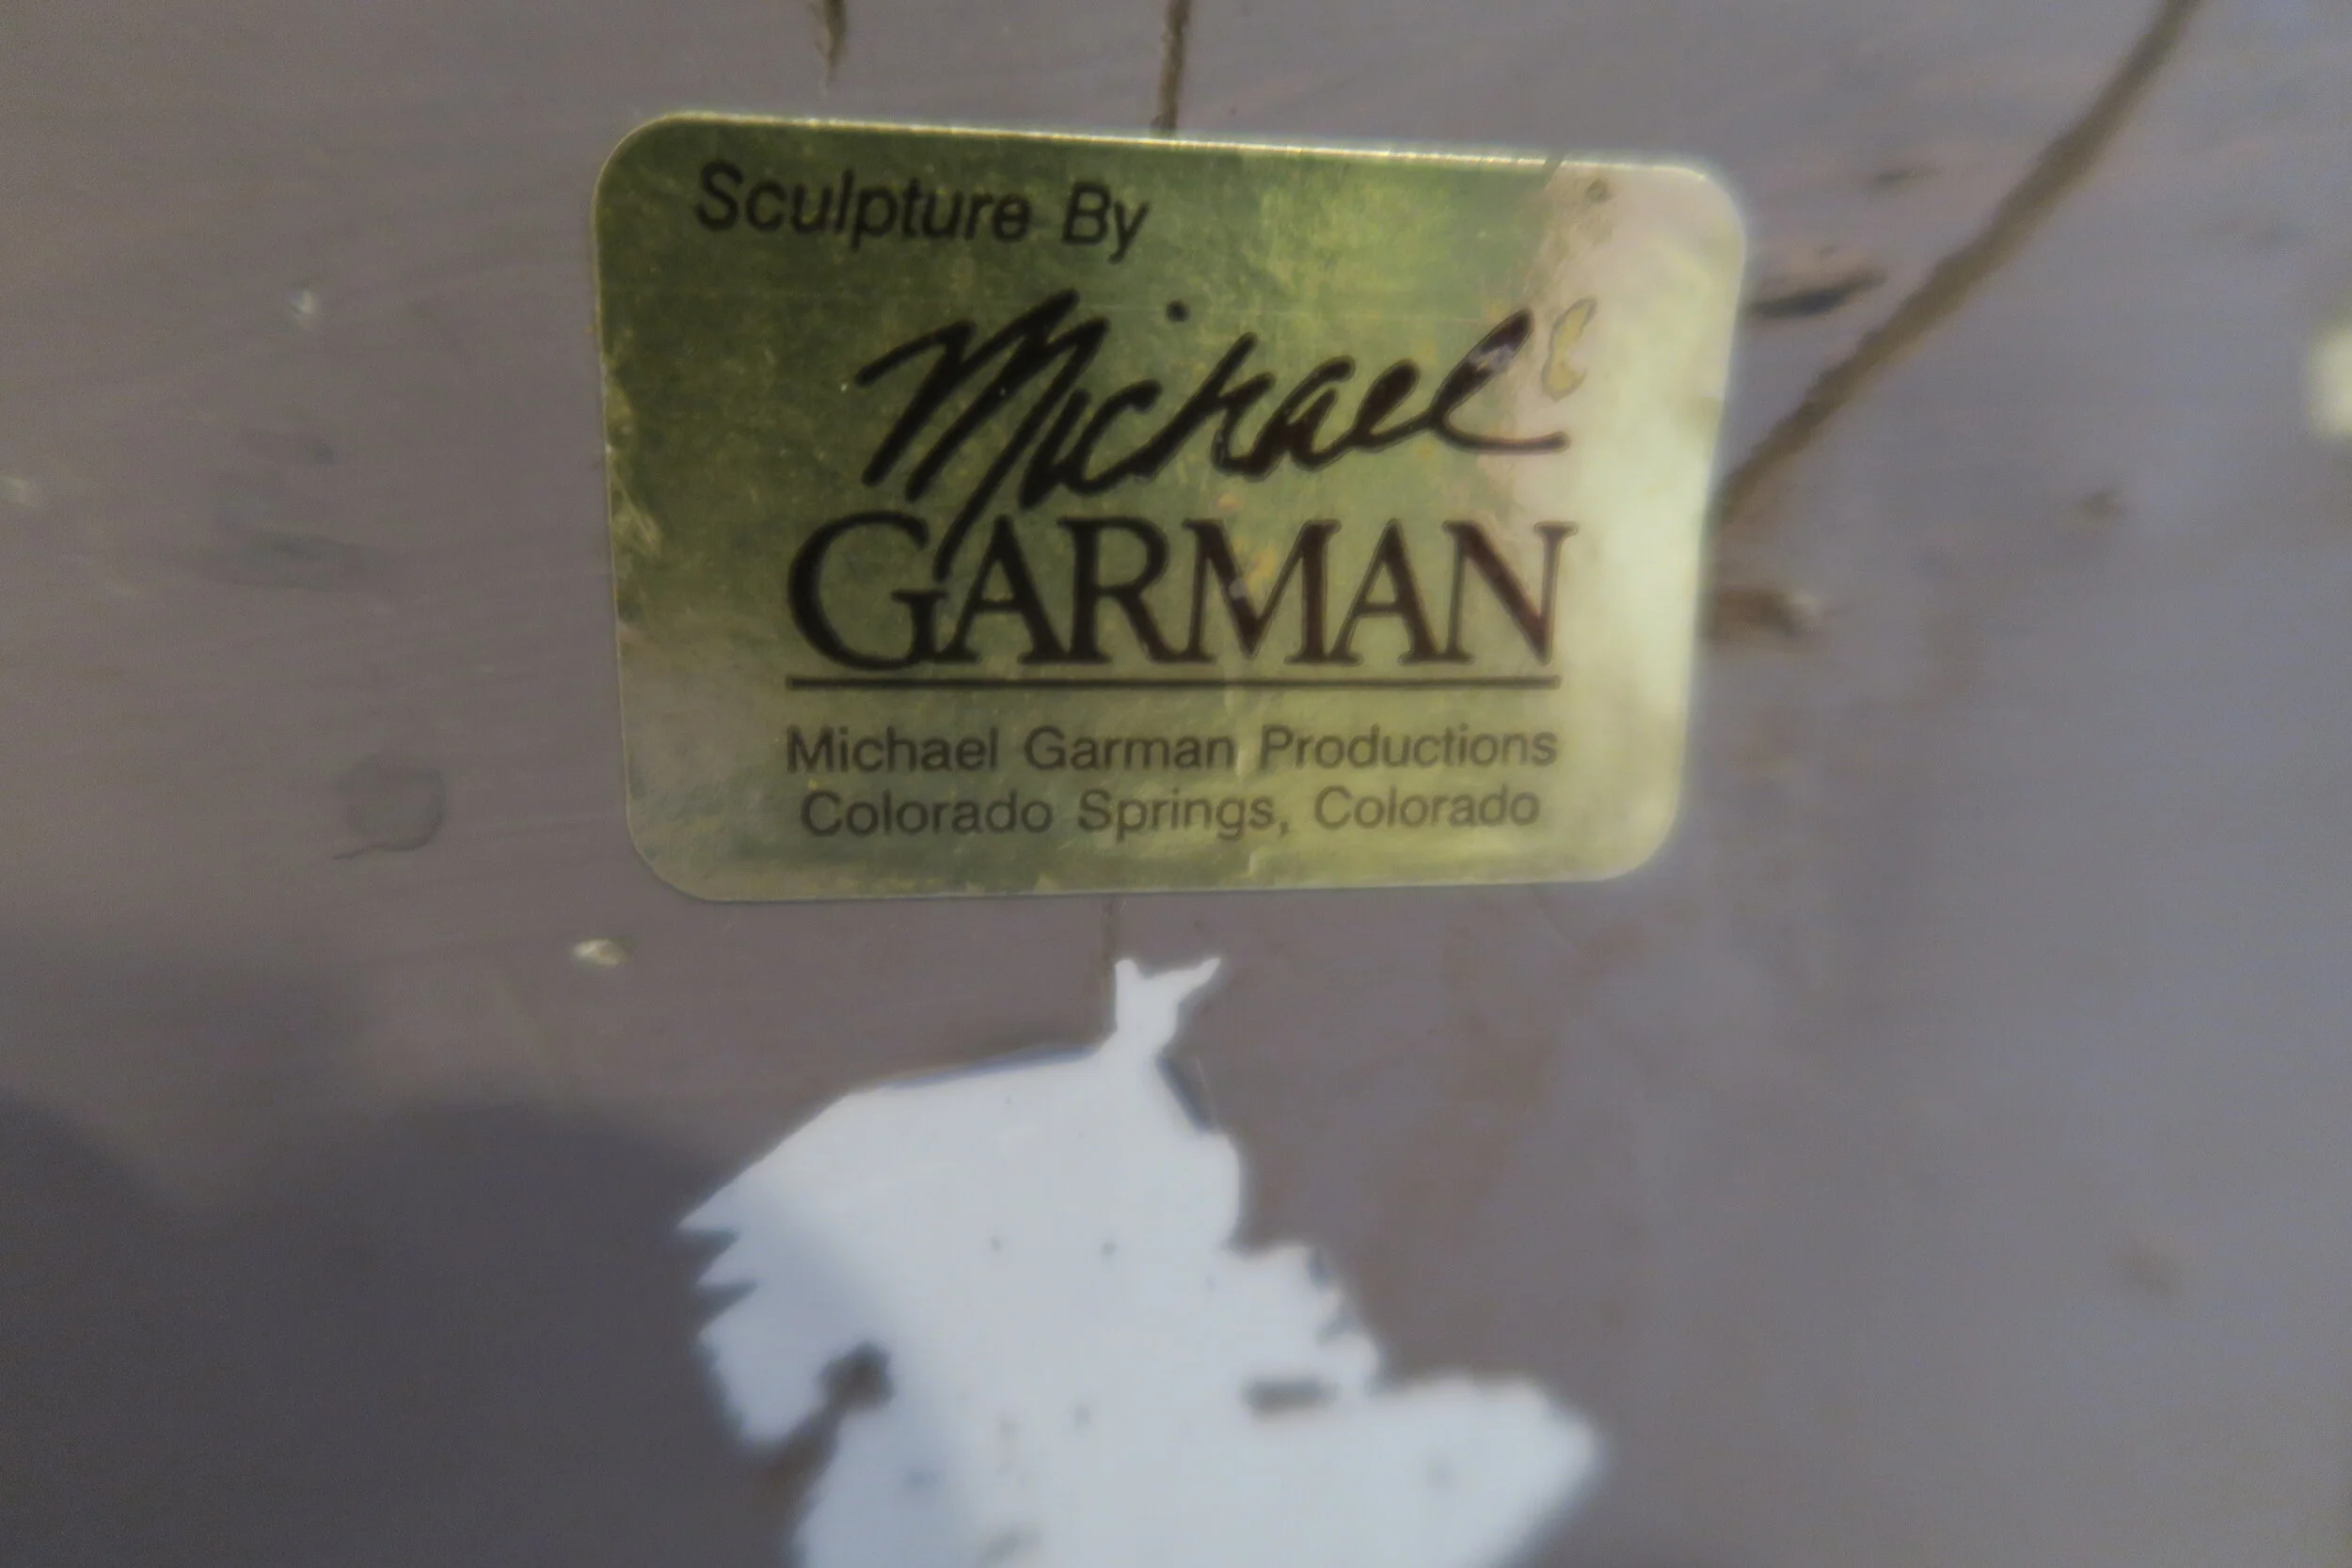 Sculpture By
Michael
GARMAN
Michael Garman Productions
Colorado Springs, Colorado